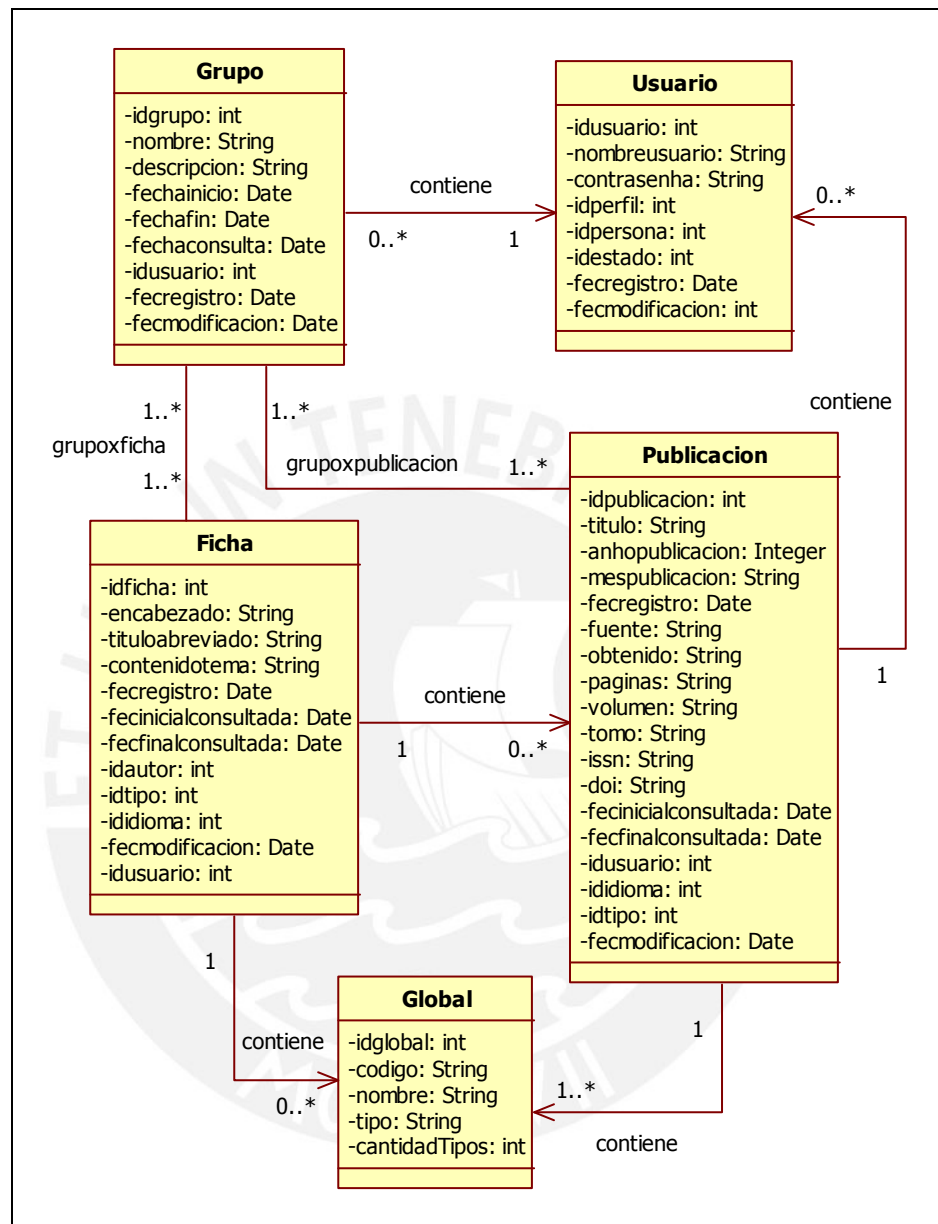 Grupo
-idgrupo: int
-nombre: String
-descripcion: String
-fechainicio: Date
-fechafin: Date
-fechaconsulta: Date
-idusuario: int
-fecregistro: Date
-fecmodificacion: Date
contiene
0..*
1
Usuario
-idusuario: int
-nombreusuario: String
-contrasenha: String
-idperfil: int
-idpersona: int
-idestado: int
-fecregistro: Date
-fecmodificacion: int
0..*
contiene
1
1..*
grupoxficha
1..*
1..*
grupoxpublicacion
1..*
Publicacion
-idpublicacion: int
-titulo: String
-anhopublicacion: Integer
-mespublicacion: String
-fecregistro: Date
-fuente: String
-obtenido: String
-paginas: String
-volumen: String
-tomo: String
-issn: String
-doi: String
-fecinicialconsultada: Date
-fecfinalconsultada: Date
-idusuario: int
-ididioma: int
-idtipo: int
-fecmodificacion: Date
Ficha
-idficha: int
-encabezado: String
-tituloabreviado: String
-contenidotema: String
-fecregistro: Date
-fecinicialconsultada: Date
-fecfinalconsultada: Date
-idautor: int
-idtipo: int
-ididioma: int
-fecmodificacion: Date
-idusuario: int
contiene
1
0..*
1
contiene
0..*
Global
-idglobal: int
-codigo: String
-nombre: String
-tipo: String
-cantidadTipos: int
1
1..*
contiene